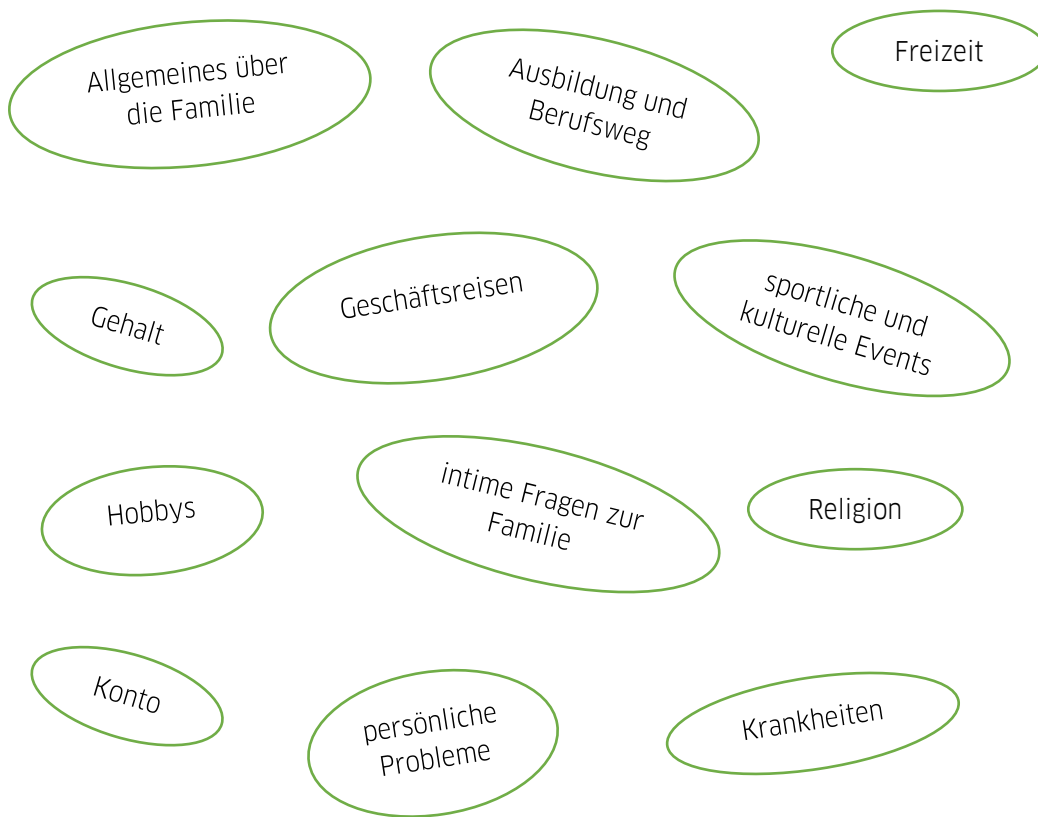 Allgemeines über
die Familie
Ausbildung und
Berufsweg
Freizeit
Gehalt
Geschäftsreisen
sportliche und
kulturelle Events
Hobbys
intime Fragen zur
Familie
Religion
Konto
persönliche
Probleme
Krankheiten